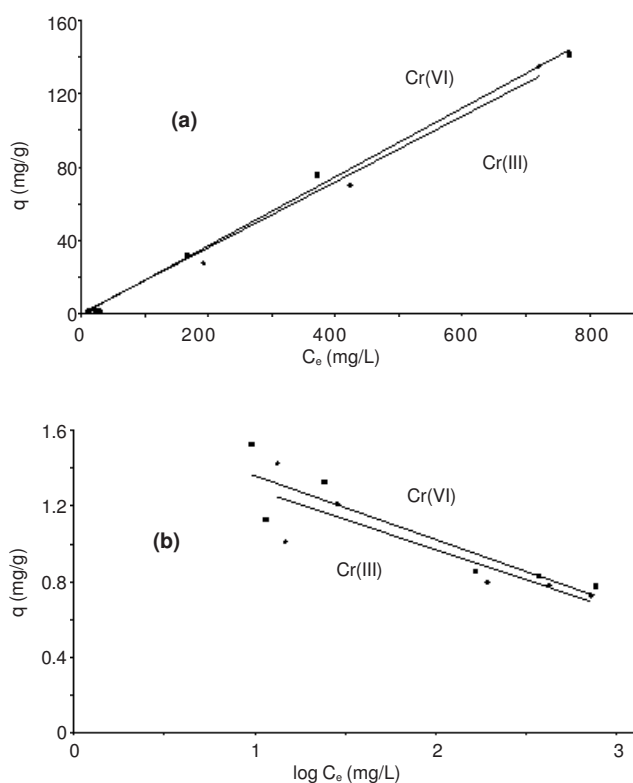 160
120
80
40
0
q (mg/g)
(a)
Cr(VI)
Cr(III)
0 200 400 600 800
Ce (mg/L)
1.6
1.2
0.8
0.4
0
q (mg/g)
(b)
Cr(VI)
Cr(III)
0 1 2 3
log Ce (mg/L)